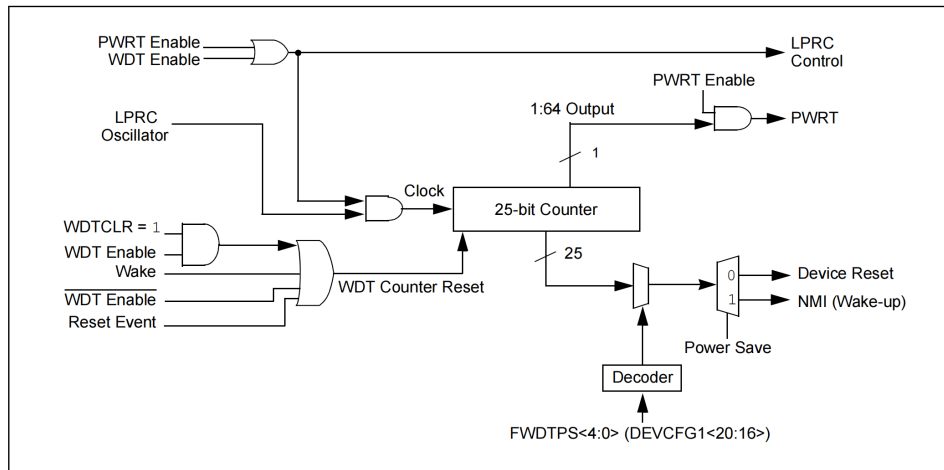 PWRT Enable
WDT Enable
LPRC
Control
PWRT Enable
1:64 Output
PWRT
LPRC
Oscillator
1
Clock
25-bit Counter
WDTCLR = 1
WDT Enable
Wake
WDT Enable
Reset Event
WDT Counter Reset
25
0
Device Reset
1
NMI (Wake-up)
Power Save
Decoder
FWDTPS<4:0> (DEVCFG1<20:16>)